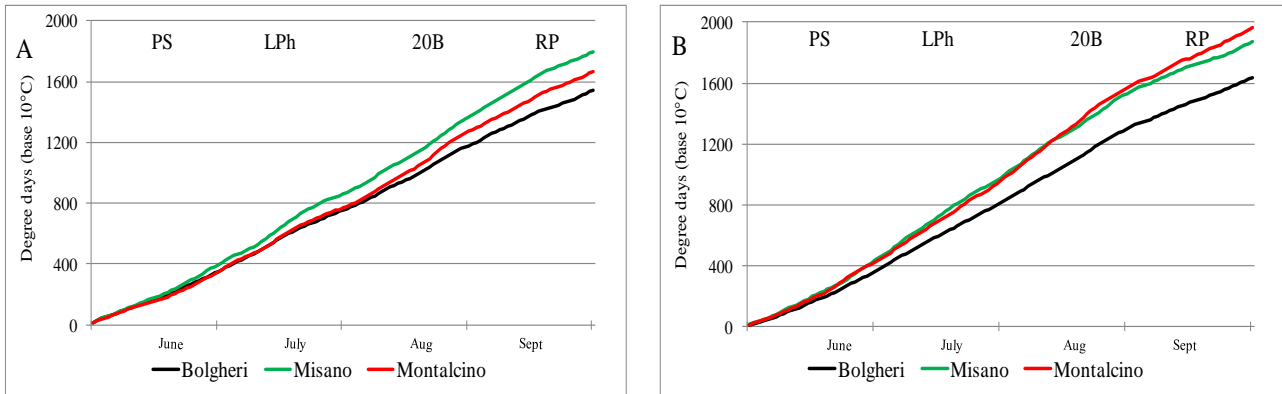 A
PS LPh 20B RP
Degree days (base 10°C)
2000
1600
1200
800
400
0
June July Aug Sept
Bolgheri Misano Montalcino
B
PS LPh 20B RP
Degree days (base 10°C)
2000
1600
1200
800
400
0
June July Aug Sept
Bolgheri Misano Montalcino